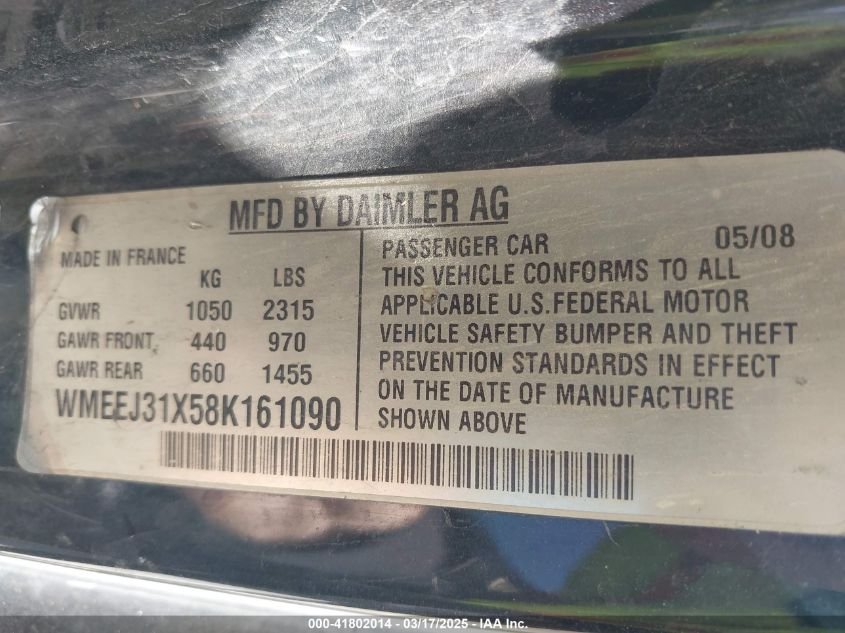 MFD BY DAIMLER AG
MADE IN FRANCE
KG LBS
GVWR 1050 2315
GAWR FRONT 440 970
GAWR REAR 660 1455
WMEEJ31X58K161090
PASSENGER CAR 05/08
THIS VEHICLE CONFORMS TO ALL
APPLICABLE U.S.FEDERAL MOTOR
VEHICLE SAFETY BUMPER AND THEFT
PREVENTION STANDARDS IN EFFECT
ON THE DATE OF MANUFACTURE
SHOWN ABOVE
000-41802014 - 03/17/2025 - IAA Inc.